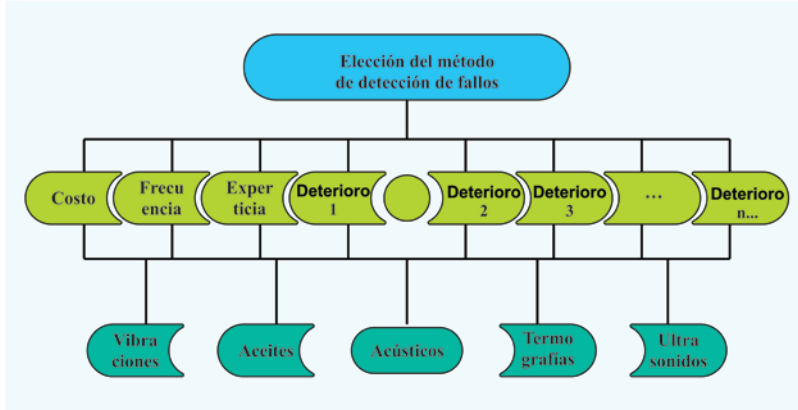 Elección del método
de detección de fallos
Costo
Frecu
encia
Exper
ticia
Deterioro
1
Deterioro
2
Deterioro
3
...
Deterioro
n...
Vibra
ciones
Aceites
Acústicos
Termo
grafías
Ultra
sonidos